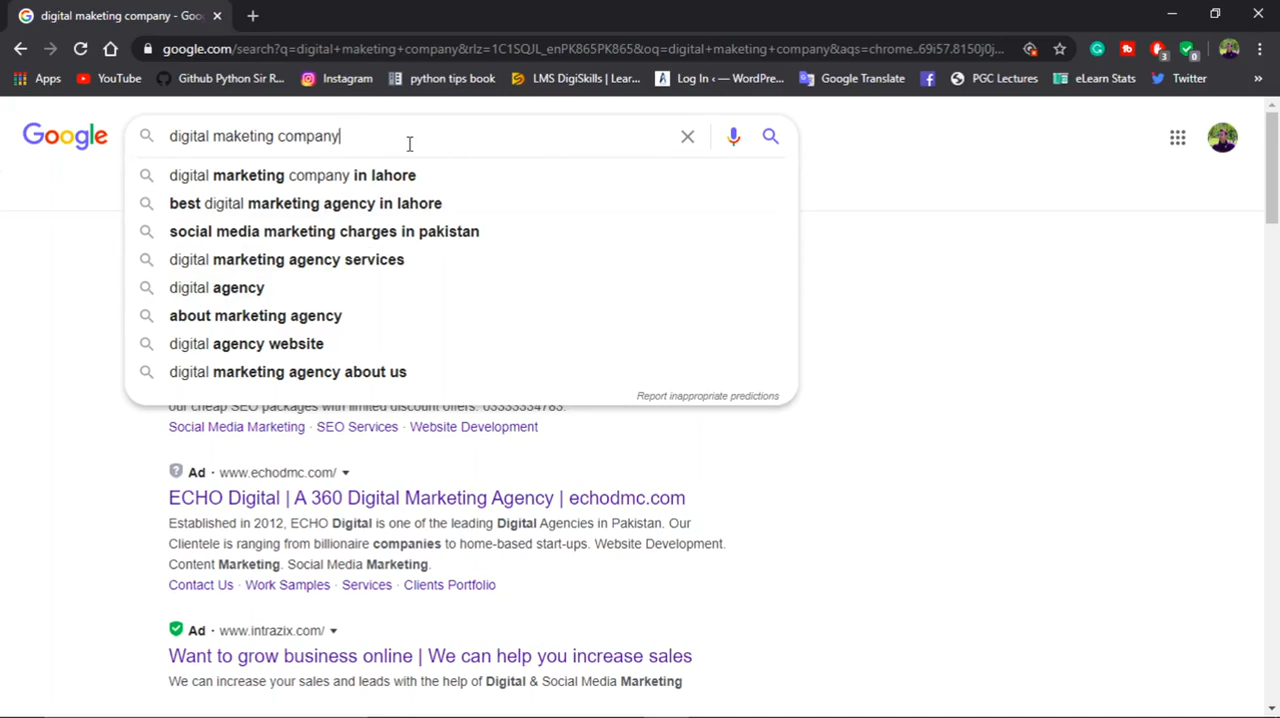 digital maketing company - Goo
google.com/search?q=digital+maketing+company&rlz=1C1SQJL_enPK865PK865&oq=digital+maketing+company&aqs=chrome..69i57.8150j0j...
3
0
Apps
YouTube
Github Python Sir R...
Instagram
python tips book
LMS DigiSkills | Lear...
Log In ‹ — WordPre...
Google Translate
PGC Lectures
eLearn Stats
Twitter
»
Google
digital maketing company
digital marketing company in lahore
best digital marketing agency in lahore
social media marketing charges in pakistan
digital marketing agency services
digital agency
about marketing agency
digital agency website
digital marketing agency about us
Report inappropriate predictions
our cheap SEO packages with limited discount offers. 03333334783.
Social Media Marketing · SEO Services · Website Development
Ad · www.echodmc.com/
ECHO Digital | A 360 Digital Marketing Agency | echodmc.com
Established in 2012, ECHO Digital is one of the leading Digital Agencies in Pakistan. Our
Clientele is ranging from billionaire companies to home-based start-ups. Website Development.
Content Marketing. Social Media Marketing.
Contact Us · Work Samples · Services · Clients Portfolio
Ad · www.intrazix.com/
Want to grow business online | We can help you increase sales
We can increase your sales and leads with the help of Digital & Social Media Marketing